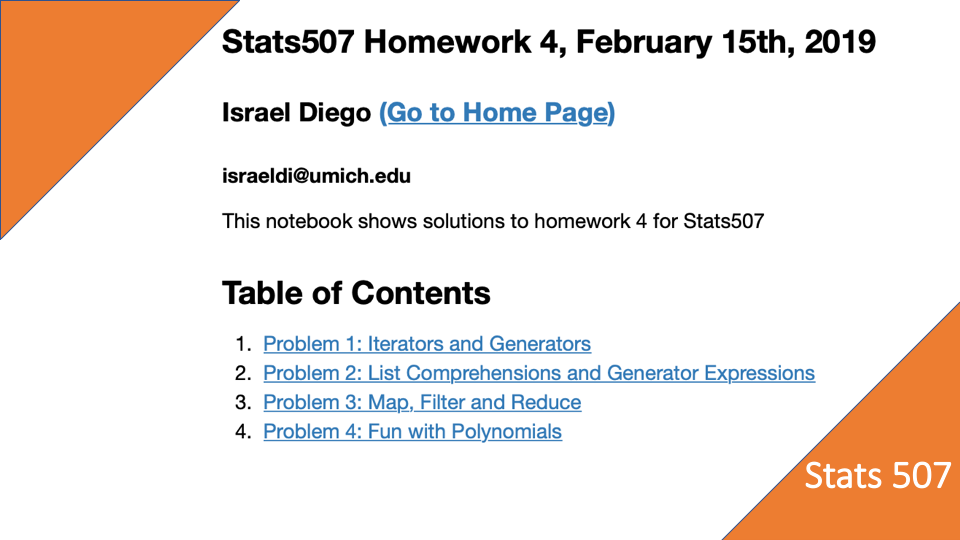 Stats507 Homework 4, February 15th, 2019
Israel Diego (Go to Home Page)
israeldi@umich.edu
This notebook shows solutions to homework 4 for Stats507
Table of Contents
1. Problem 1: Iterators and Generators
2. Problem 2: List Comprehensions and Generator Expressions
3. Problem 3: Map, Filter and Reduce
4. Problem 4: Fun with Polynomials
Stats 507